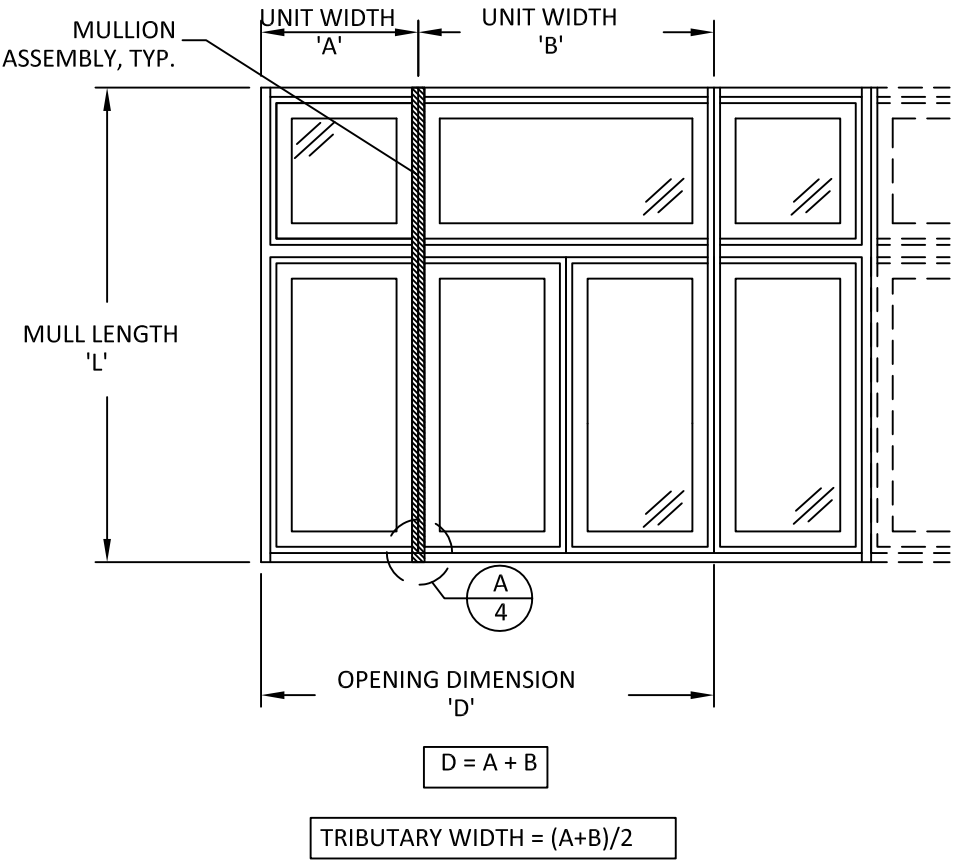 UNIT WIDTH
'A'
UNIT WIDTH
'B'
MULLION
ASSEMBLY, TYP.
MULL LENGTH
'L'
A
4
OPENING DIMENSION
'D'
D = A + B
TRIBUTARY WIDTH = (A+B)/2